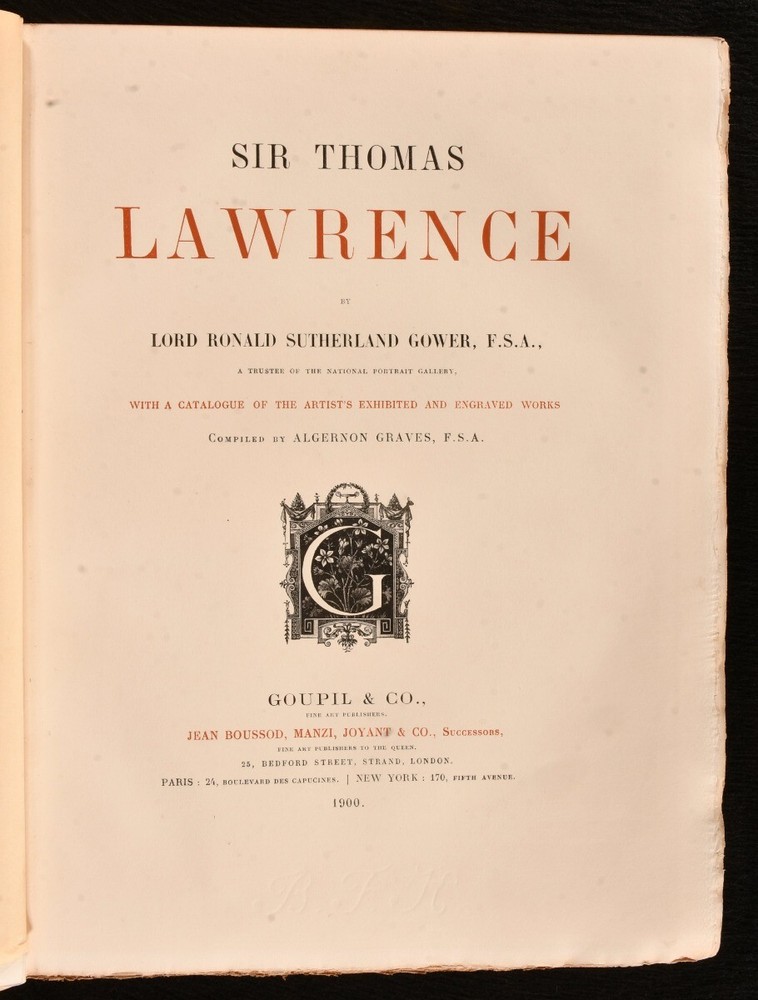 SIR THOMAS
LAWRENCE
BY
LORD RONALD SUTHERLAND GOWER, F.S.A.,
A TRUSTEE OF THE NATIONAL PORTRAIT GALLERY,
WITH A CATALOGUE OF THE ARTIST'S EXHIBITED AND ENGRAVED WORKS
COMPILED BY ALGERNON GRAVES, F.S.A.
G
GOUPIL & CO.,
FINE ART PUBLISHERS,
JEAN BOUSSOD, MANZI, JOYANT & CO., SUCCESSORS,
FINE ART PUBLISHERS TO THE QUEEN.
25, BEDFORD STREET, STRAND, LONDON.
PARIS : 24, BOULEVARD DES CAPUCINES. | NEW YORK : 170, FIFTH AVENUE.
1900.